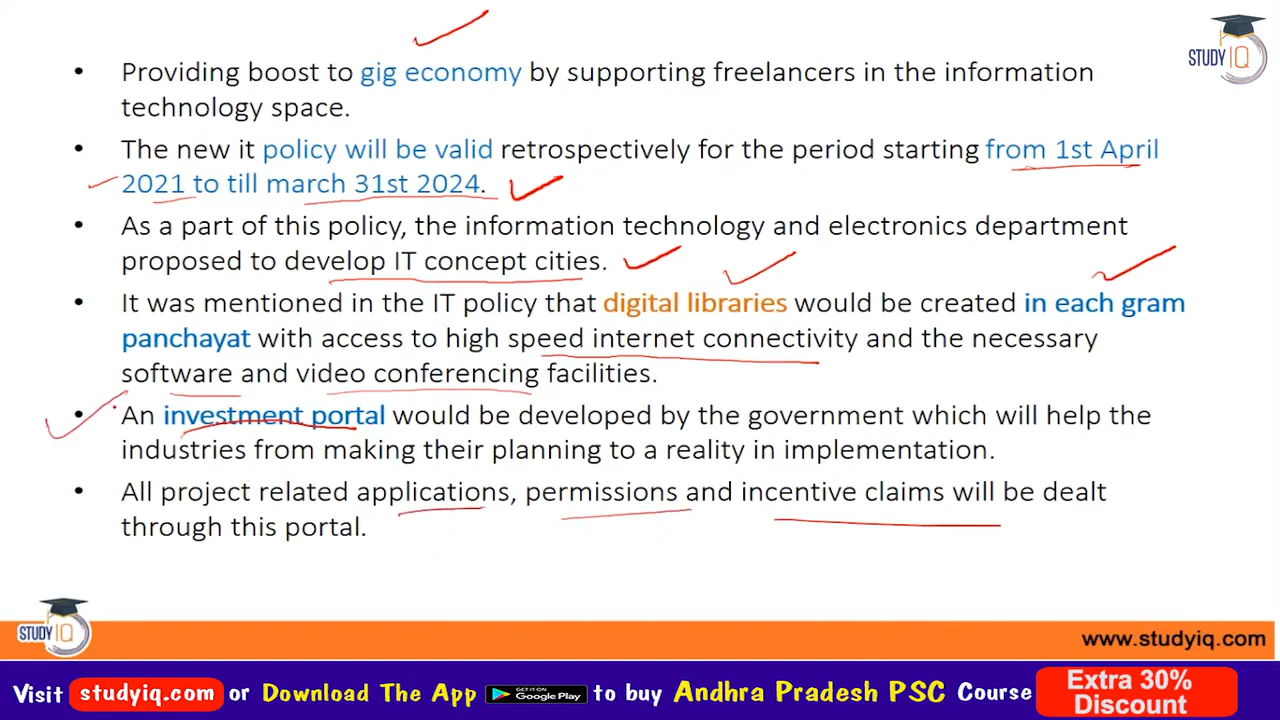 STUDY IQ
• Providing boost to gig economy by supporting freelancers in the information
technology space.
• The new it policy will be valid retrospectively for the period starting from 1st April
2021 to till march 31st 2024.
• As a part of this policy, the information technology and electronics department
proposed to develop IT concept cities.
• It was mentioned in the IT policy that digital libraries would be created in each gram
panchayat with access to high speed internet connectivity and the necessary
software and video conferencing facilities.
• An investment portal would be developed by the government which will help the
industries from making their planning to a reality in implementation.
• All project related applications, permissions and incentive claims will be dealt
through this portal.
STUDY IQ
www.studyiq.com
Visit studyiq.com or Download The App GET IT ON Google Play to buy Andhra Pradesh PSC Course
Extra 30%
Discount